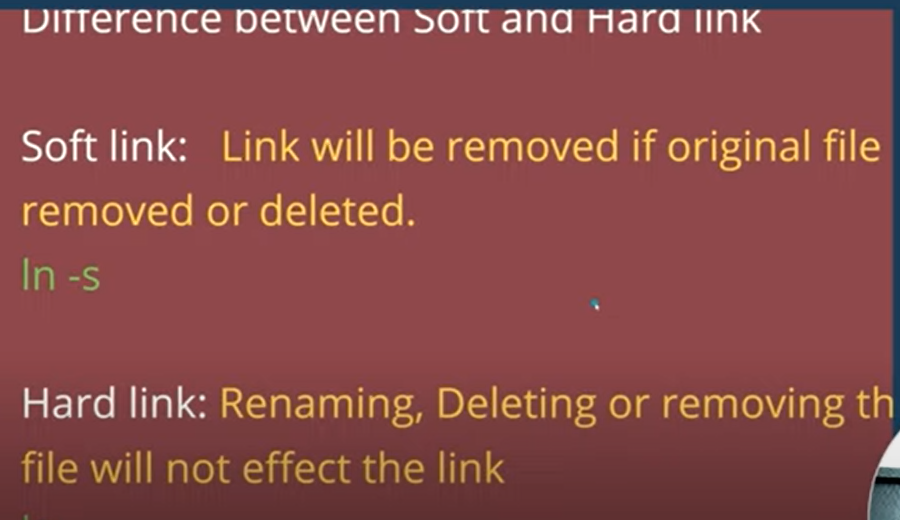 Difference between Soft and Hard link
Soft link: Link will be removed if original file
removed or deleted.
ln -s
Hard link: Renaming, Deleting or removing th
file will not effect the link